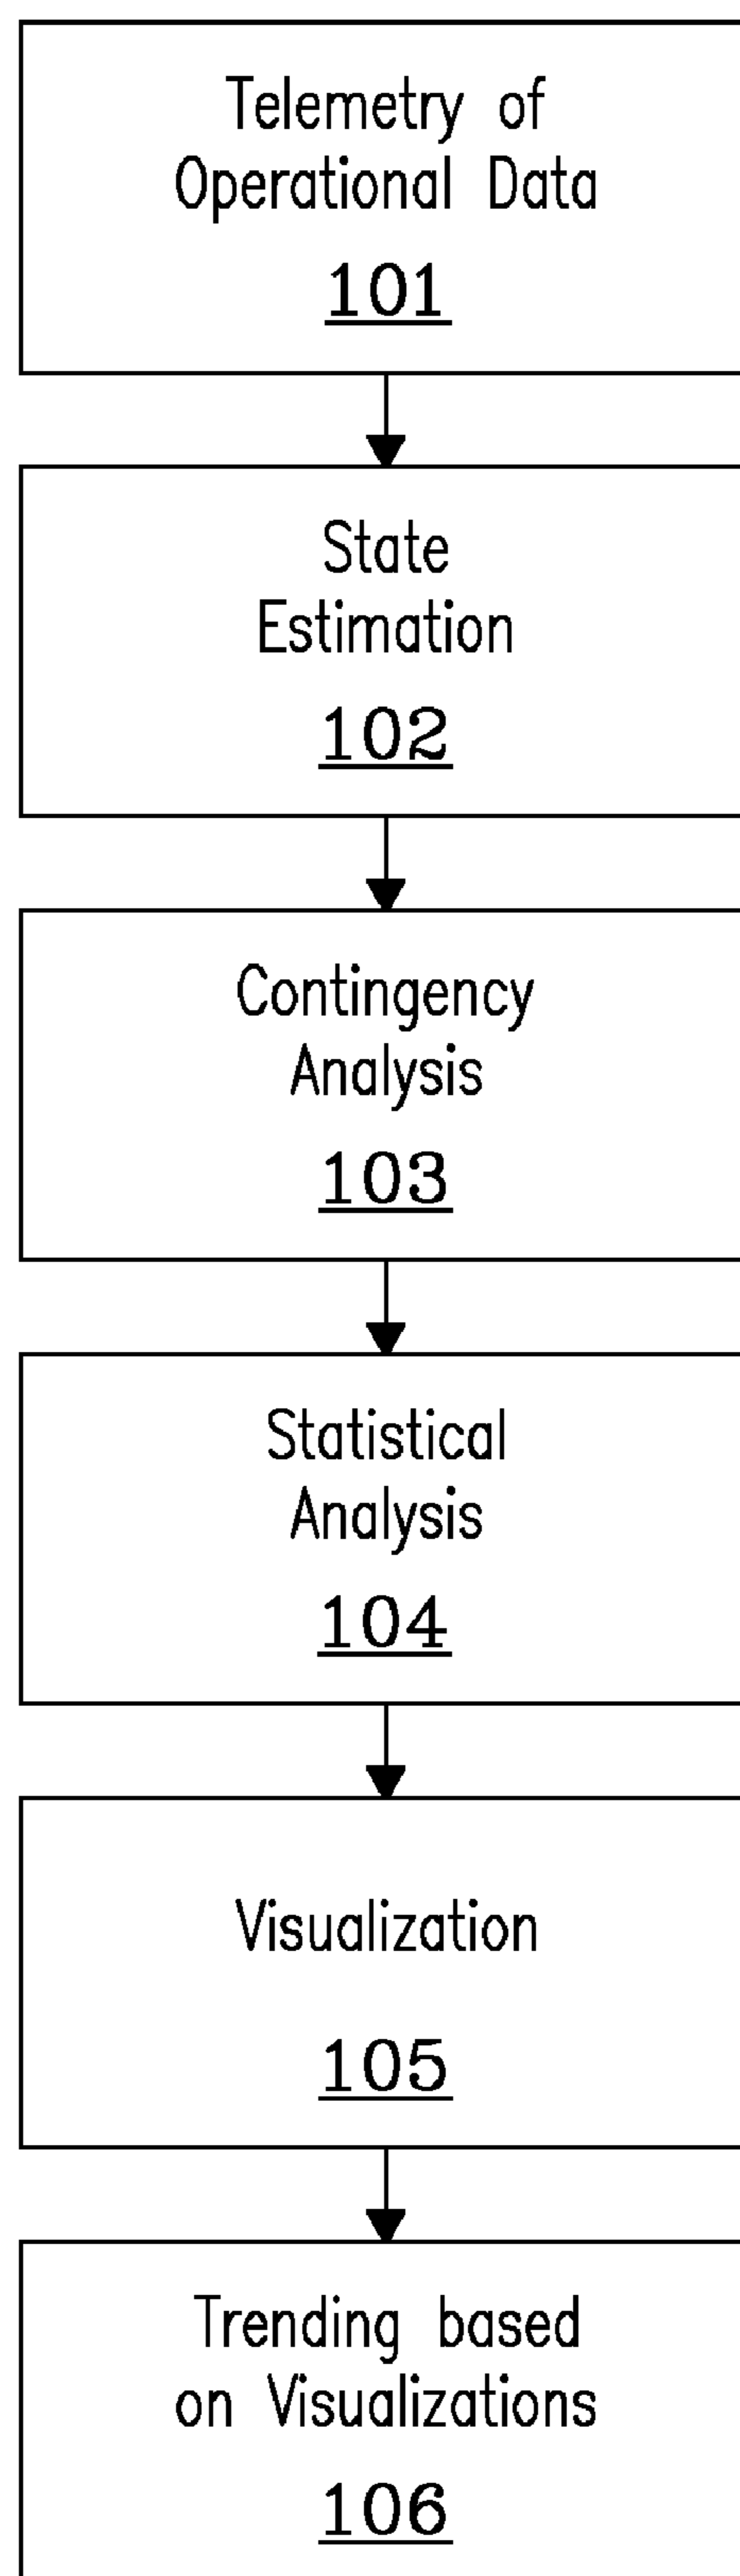 Telemetry of
Operational Data
101
State
Estimation
102
Contingency
Analysis
103
Statistical
Analysis
104
Visualization
105
Trending based
on Visualizations
106